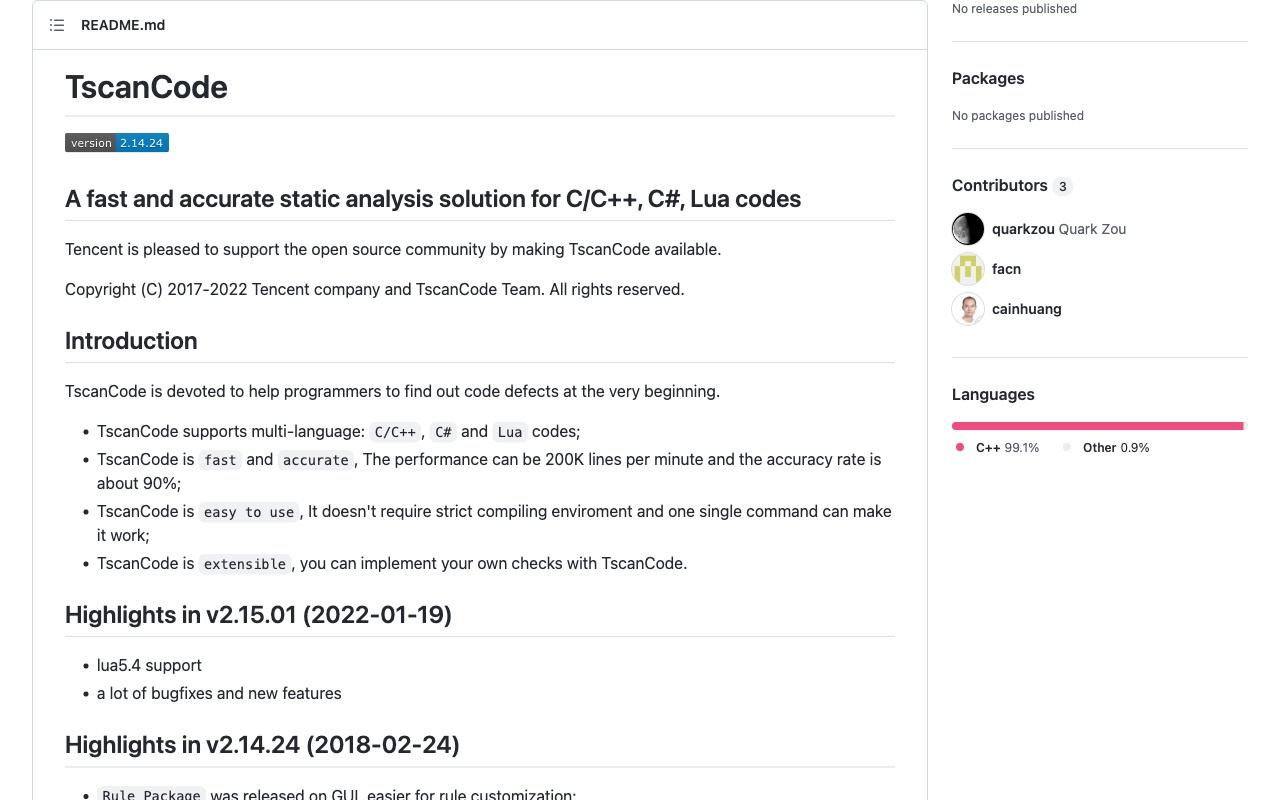 README.md
TscanCode
version 2.14.24
A fast and accurate static analysis solution for C/C++, C#, Lua codes
Tencent is pleased to support the open source community by making TscanCode available.
Copyright (C) 2017-2022 Tencent company and TscanCode Team. All rights reserved.
Introduction
TscanCode is devoted to help programmers to find out code defects at the very beginning.
• TscanCode supports multi-language: C/C++, C# and Lua codes;
• TscanCode is fast and accurate, The performance can be 200K lines per minute and the accuracy rate is
about 90%;
• TscanCode is easy to use, It doesn't require strict compiling enviroment and one single command can make
it work;
• TscanCode is extensible, you can implement your own checks with TscanCode.
Highlights in v2.15.01 (2022-01-19)
• lua5.4 support
• a lot of bugfixes and new features
Highlights in v2.14.24 (2018-02-24)
• Rule Package was released on GUI, easier for rule customization;
No releases published
Packages
No packages published
Contributors 3
quarkzou Quark Zou
facn
cainhuang
Languages
C++ 99.1% Other 0.9%